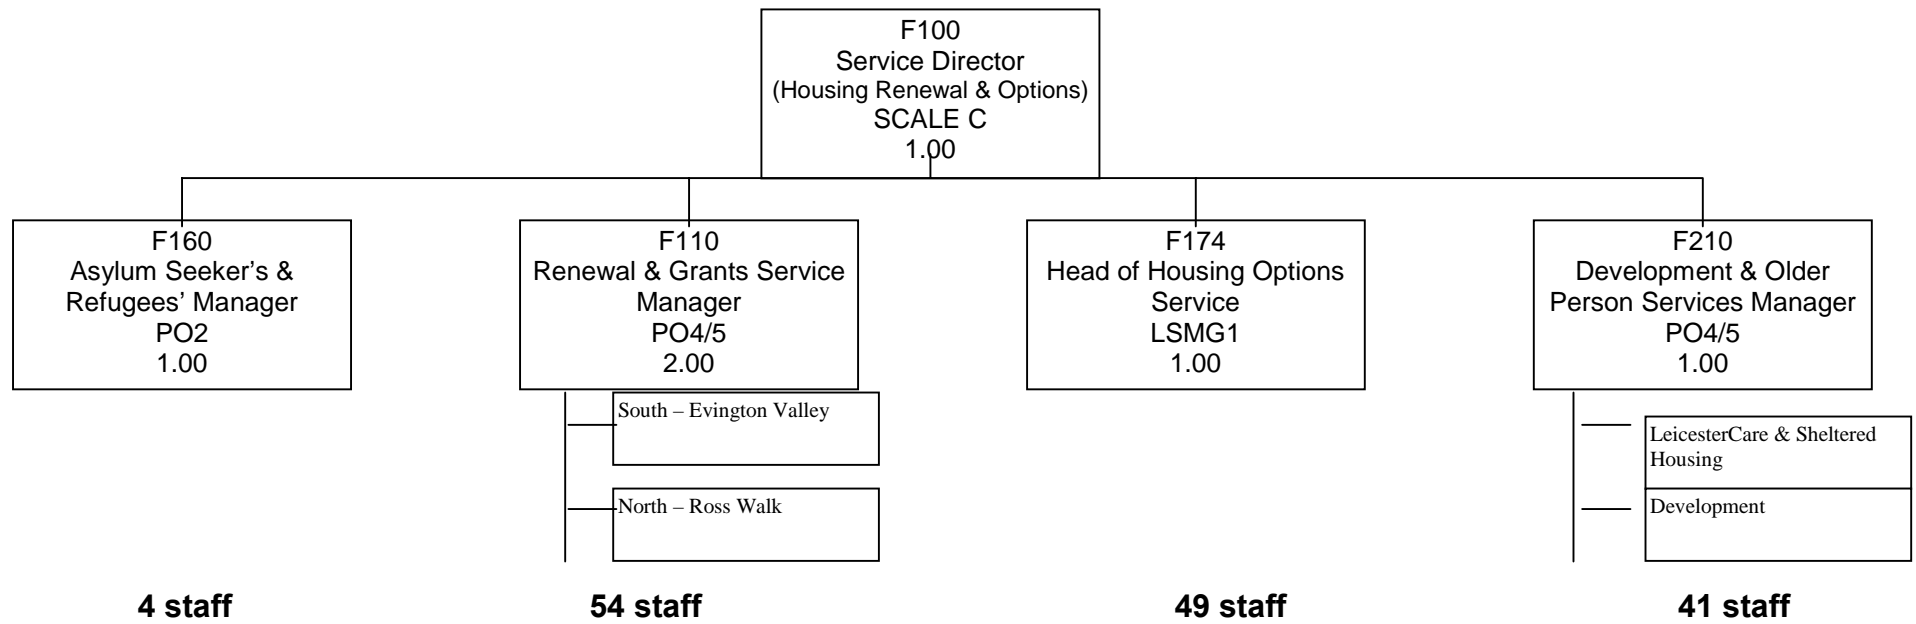 F100
Service Director
(Housing Renewal & Options)
SCALE C
1.00
F160
Asylum Seeker’s &
Refugees’ Manager
PO2
1.00
F110
Renewal & Grants Service
Manager
PO4/5
2.00
F174
Head of Housing Options
Service
LSMG1
1.00
F210
Development & Older
Person Services Manager
PO4/5
1.00
South – Evington Valley
North – Ross Walk
LeicesterCare & Sheltered
Housing
Development
4 staff
54 staff
49 staff
41 staff